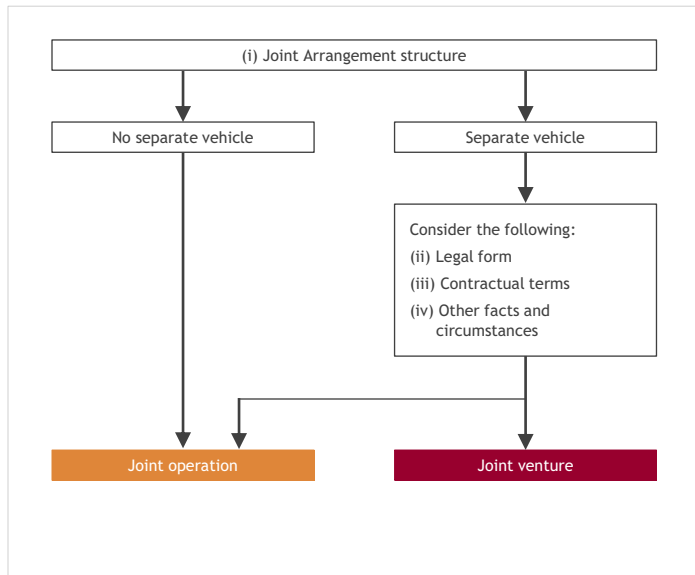 (i) Joint Arrangement structure
No separate vehicle
Separate vehicle
Consider the following:
(ii) Legal form
(iii) Contractual terms
(iv) Other facts and
circumstances
Joint operation
Joint venture